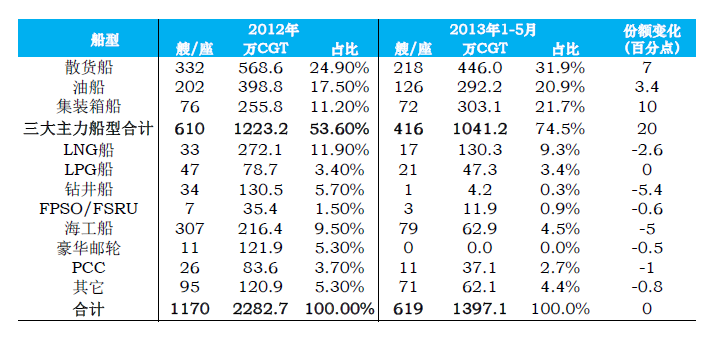 船型 2012年 2013年1-5月 份额变化
艘/座 万CGT 占比 艘/座 万CGT 占比 (百分点)
散货船 332 568.6 24.90% 218 446.0 31.9% 7
油船 202 398.8 17.50% 126 292.2 20.9% 3.4
集装箱船 76 255.8 11.20% 72 303.1 21.7% 10
三大主力船型合计 610 1223.2 53.60% 416 1041.2 74.5% 20
LNG船 33 272.1 11.90% 17 130.3 9.3% -2.6
LPG船 47 78.7 3.40% 21 47.3 3.4% 0
钻井船 34 130.5 5.70% 1 4.2 0.3% -5.4
FPSO/FSRU 7 35.4 1.50% 3 11.9 0.9% -0.6
海工船 307 216.4 9.50% 79 62.9 4.5% -5
豪华邮轮 11 121.9 5.30% 0 0.0 0.0% -0.5
PCC 26 83.6 3.70% 11 37.1 2.7% -1
其它 95 120.9 5.30% 71 62.1 4.4% -0.8
合计 1170 2282.7 100.00% 619 1397.1 100.0% 0